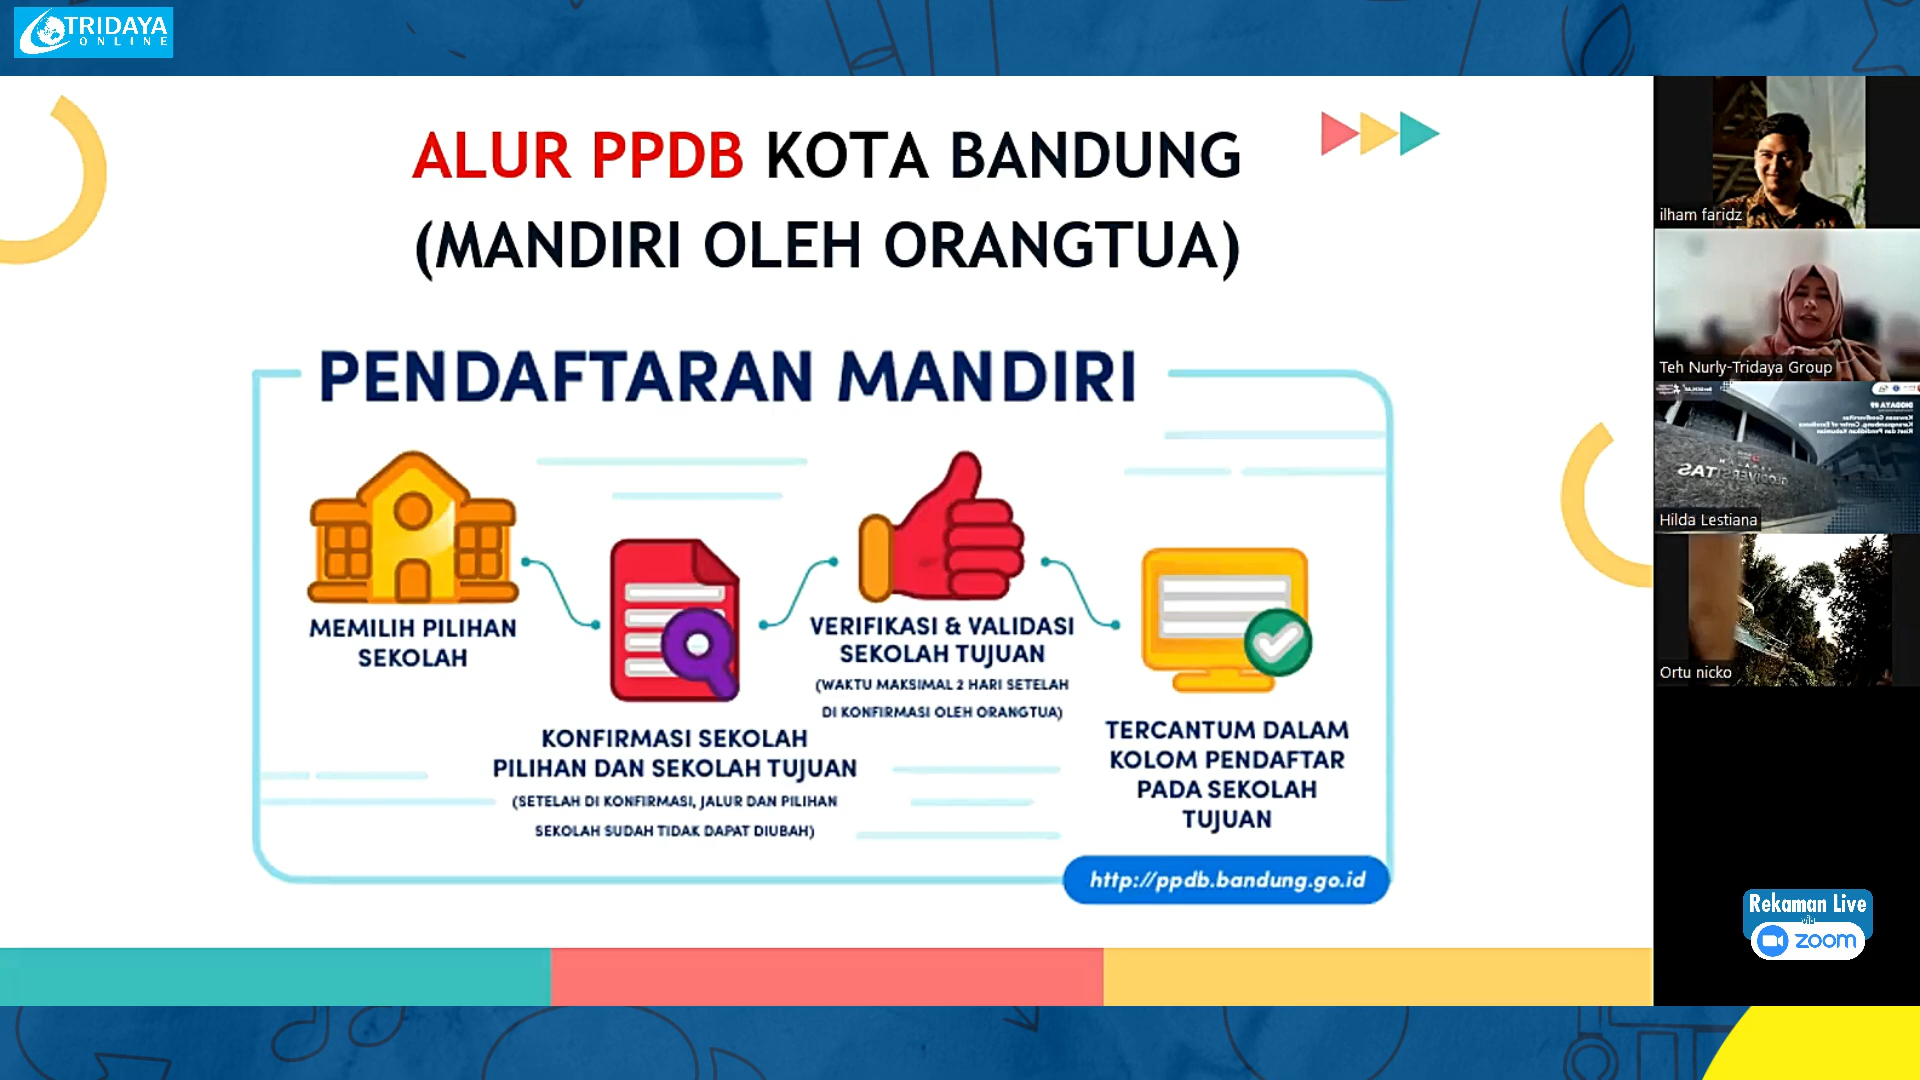 TRIDAYA
ONLINE
ALUR PPDB KOTA BANDUNG
(MANDIRI OLEH ORANGTUA)
PENDAFTARAN MANDIRI
MEMILIH PILIHAN
SEKOLAH
KONFIRMASI SEKOLAH
PILIHAN DAN SEKOLAH TUJUAN
(SETELAH DI KONFIRMASI, JALUR DAN PILIHAN
SEKOLAH SUDAH TIDAK DAPAT DIUBAH)
VERIFIKASI & VALIDASI
SEKOLAH TUJUAN
(WAKTU MAKSIMAL 2 HARI SETELAH
DI KONFIRMASI OLEH ORANGTUA)
TERCANTUM DALAM
KOLOM PENDAFTAR
PADA SEKOLAH
TUJUAN
http://ppdb.bandung.go.id
ilham faridz
Teh Nurly-Tridaya Group
Hilda Lestiana
Ortu nicko
Rekaman Live
via
zoom